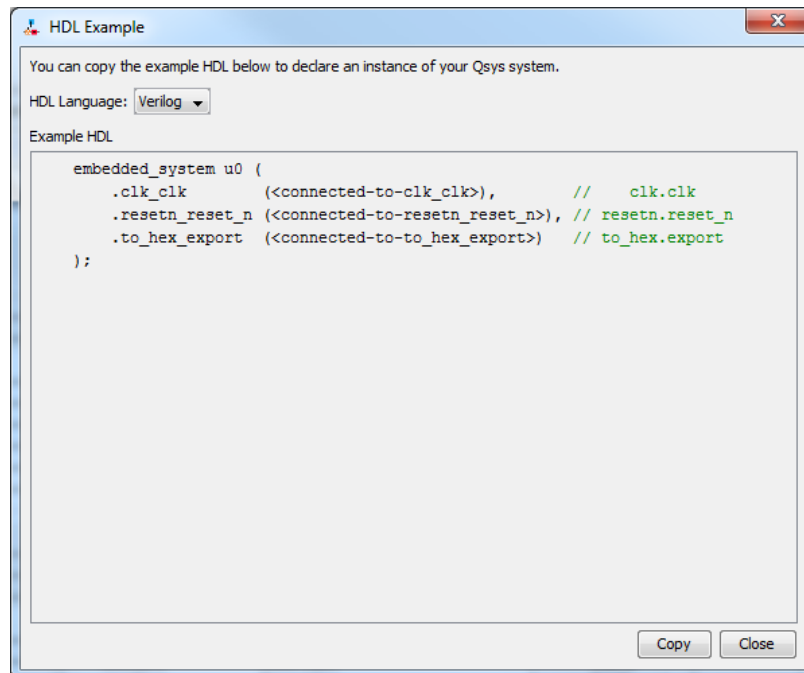 HDL Example
You can copy the example HDL below to declare an instance of your Qsys system.
HDL Language: Verilog
Example HDL
embedded_system u0 (
.clk_clk (<connected-to-clk_clk>), // clk.clk
.resetn_reset_n (<connected-to-resetn_reset_n>), // resetn.reset_n
.to_hex_export (<connected-to-to_hex_export>) // to_hex.export
);
Copy Close